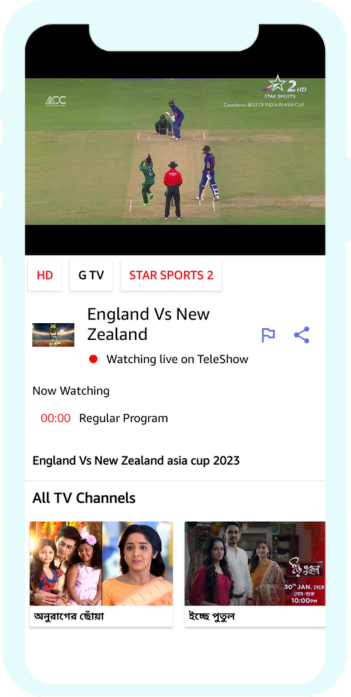 ACC
STAR SPORTS 2 HD
Countdown: BEST OF INDIA IN ASIA CUP
HD
G TV
STAR SPORTS 2
England Vs New
Zealand
Watching live on TeleShow
Now Watching
00:00 Regular Program
England Vs New Zealand asia cup 2023
All TV Channels
30TH JAN. থেকে
সোম-শুক্র
10:00PM
অনুরাগের ছোঁয়া
ইচ্ছে পুতুল